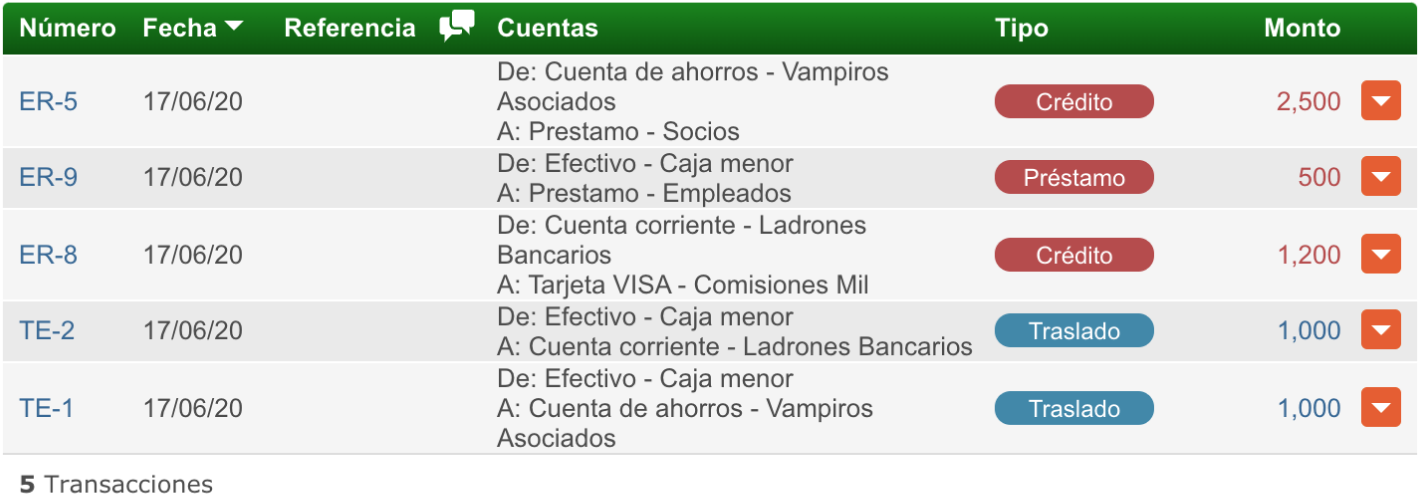 Número Fecha Referencia Cuentas Tipo Monto
De: Cuenta de ahorros - Vampiros
ER-5 17/06/20 Asociados Crédito 2,500
A: Prestamo - Socios
De: Efectivo - Caja menor
ER-9 17/06/20 Préstamo 500
A: Prestamo - Empleados
De: Cuenta corriente - Ladrones
ER-8 17/06/20 Bancarios Crédito 1,200
A: Tarjeta VISA - Comisiones Mil
De: Efectivo - Caja menor
TE-2 17/06/20 Traslado 1,000
A: Cuenta corriente - Ladrones Bancarios
De: Efectivo - Caja menor
TE-1 17/06/20 A: Cuenta de ahorros - Vampiros Traslado 1,000
Asociados
5 Transacciones